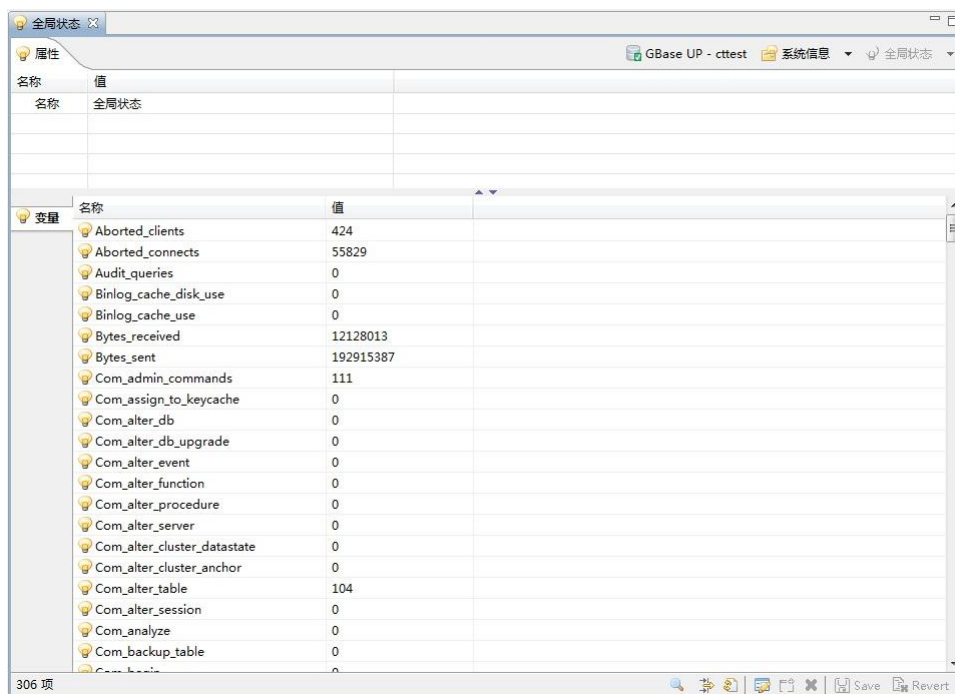 全局状态
属性 GBase UP - cttest 系统信息 全局状态
名称 值
名称 全局状态
变量 名称 值
Aborted_clients 424
Aborted_connects 55829
Audit_queries 0
Binlog_cache_disk_use 0
Binlog_cache_use 0
Bytes_received 12128013
Bytes_sent 192915387
Com_admin_commands 111
Com_assign_to_keycache 0
Com_alter_db 0
Com_alter_db_upgrade 0
Com_alter_event 0
Com_alter_function 0
Com_alter_procedure 0
Com_alter_server 0
Com_alter_cluster_datastate 0
Com_alter_cluster_anchor 0
Com_alter_table 104
Com_alter_session 0
Com_analyze 0
Com_backup_table 0
306 项 Save Revert